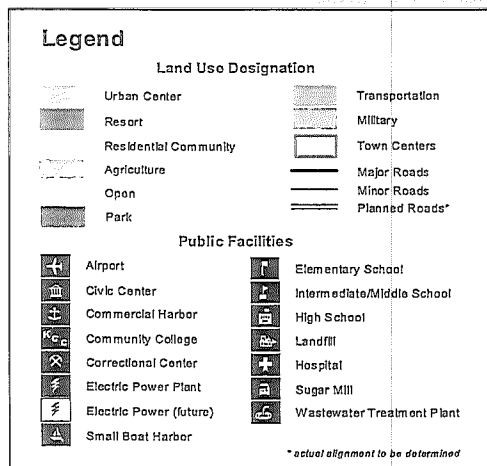 Legend
Land Use Designation
Urban Center
Resort
Residential Community
Agriculture
Open
Park
Transportation
Military
Town Centers
Major Roads
Minor Roads
Planned Roads*
Public Facilities
Airport
Civic Center
Commercial Harbor
KCC Community College
Correctional Center
Electric Power Plant
Electric Power (future)
Small Boat Harbor
Elementary School
Intermediate/Middle School
High School
Landfill
Hospital
Sugar Mill
Wastewater Treatment Plant
* actual alignment to be determined